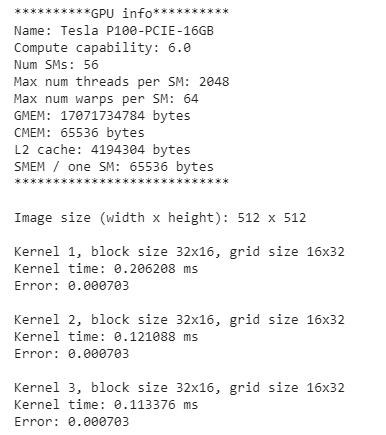 **********GPU info**********
Name: Tesla P100-PCIE-16GB
Compute capability: 6.0
Num SMs: 56
Max num threads per SM: 2048
Max num warps per SM: 64
GMEM: 17071734784 bytes
CMEM: 65536 bytes
L2 cache: 4194304 bytes
SMEM / one SM: 65536 bytes
****************************
Image size (width x height): 512 x 512
Kernel 1, block size 32x16, grid size 16x32
Kernel time: 0.206208 ms
Error: 0.000703
Kernel 2, block size 32x16, grid size 16x32
Kernel time: 0.121088 ms
Error: 0.000703
Kernel 3, block size 32x16, grid size 16x32
Kernel time: 0.113376 ms
Error: 0.000703